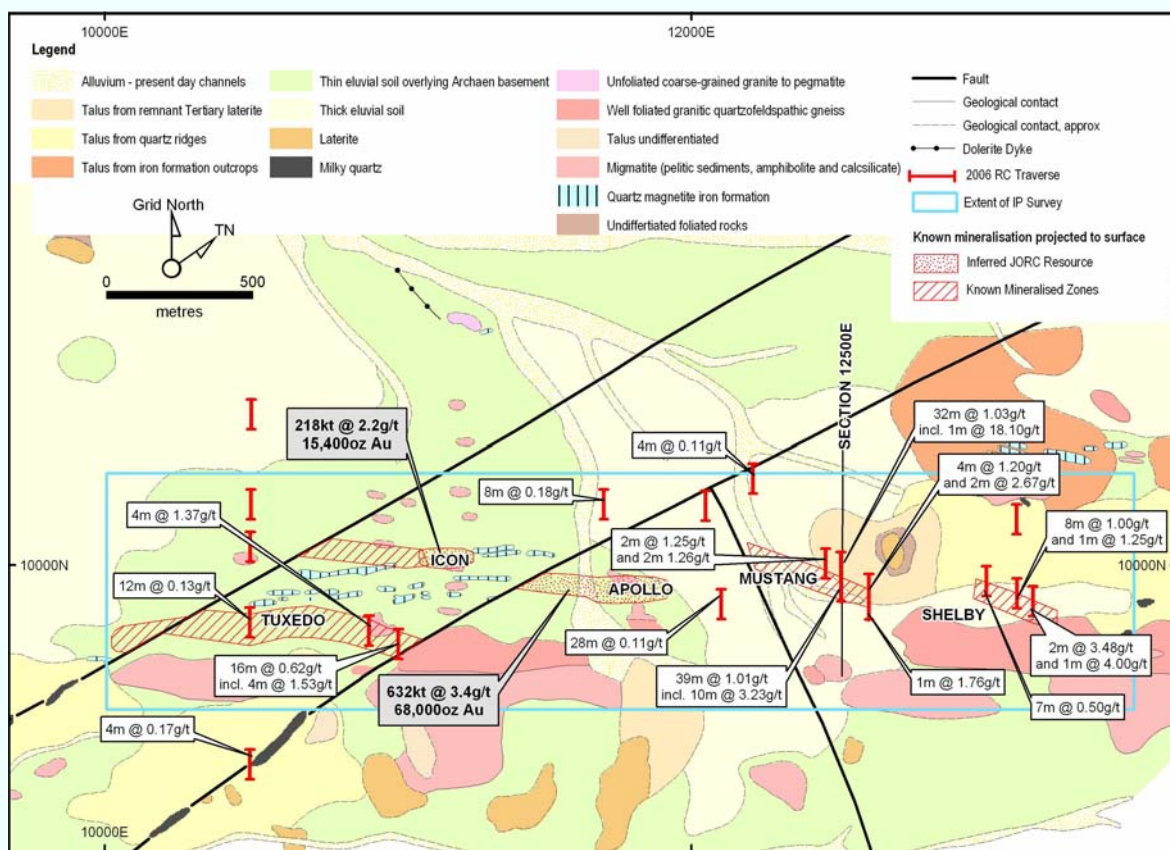 10000E
12000E
Legend
Alluvium - present day channels
Talus from remnant Tertiary laterite
Talus from quartz ridges
Talus from iron formation outcrops
Thin eluvial soil overlying Archaen basement
Thick eluvial soil
Laterite
Milky quartz
Unfoliated coarse-grained granite to pegmatite
Well foliated granitic quartzofeldspathic gneiss
Talus undifferentiated
Migmatite (pelitic sediments, amphibolite and calcsilicate)
Quartz magnetite iron formation
Undiffertiated foliated rocks
Fault
Geological contact
Geological contact, approx
Dolerite Dyke
2006 RC Traverse
Extent of IP Survey
Known mineralisation projected to surface
Inferred JORC Resource
Known Mineralised Zones
Grid North
TN
0
500
metres
218kt @ 2.2g/t
15,400oz Au
4m @ 0.11g/t
SECTION 12500E
32m @ 1.03g/t
incl. 1m @ 18.10g/t
4m @ 1.20g/t
and 2m @ 2.67g/t
8m @ 0.18g/t
4m @ 1.37g/t
2m @ 1.25g/t
and 2m 1.26g/t
8m @ 1.00g/t
and 1m @ 1.25g/t
10000N
ICON
10000N
12m @ 0.13g/t
TUXEDO
APOLLO
MUSTANG
SHELBY
28m @ 0.11g/t
2m @ 3.48g/t
and 1m @ 4.00g/t
16m @ 0.62g/t
incl. 4m @ 1.53g/t
632kt @ 3.4g/t
68,000oz Au
39m @ 1.01g/t
incl. 10m @ 3.23g/t
1m @ 1.76g/t
7m @ 0.50g/t
4m @ 0.17g/t
10000E
12000E